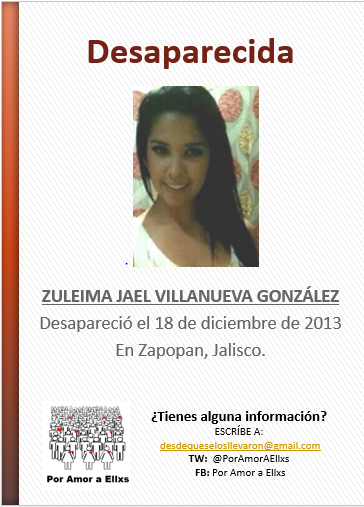 Desaparecida
ZULEIMA JAEL VILLANUEVA GONZÁLEZ
Desapareció el 18 de diciembre de 2013
En Zapopan, Jalisco.
Por Amor a Ellxs
¿Tienes alguna información?
ESCRÍBE A:
desdequeselosllevaron@gmail.com
TW: @PorAmorAEllxs
FB: Por Amor a Ellxs